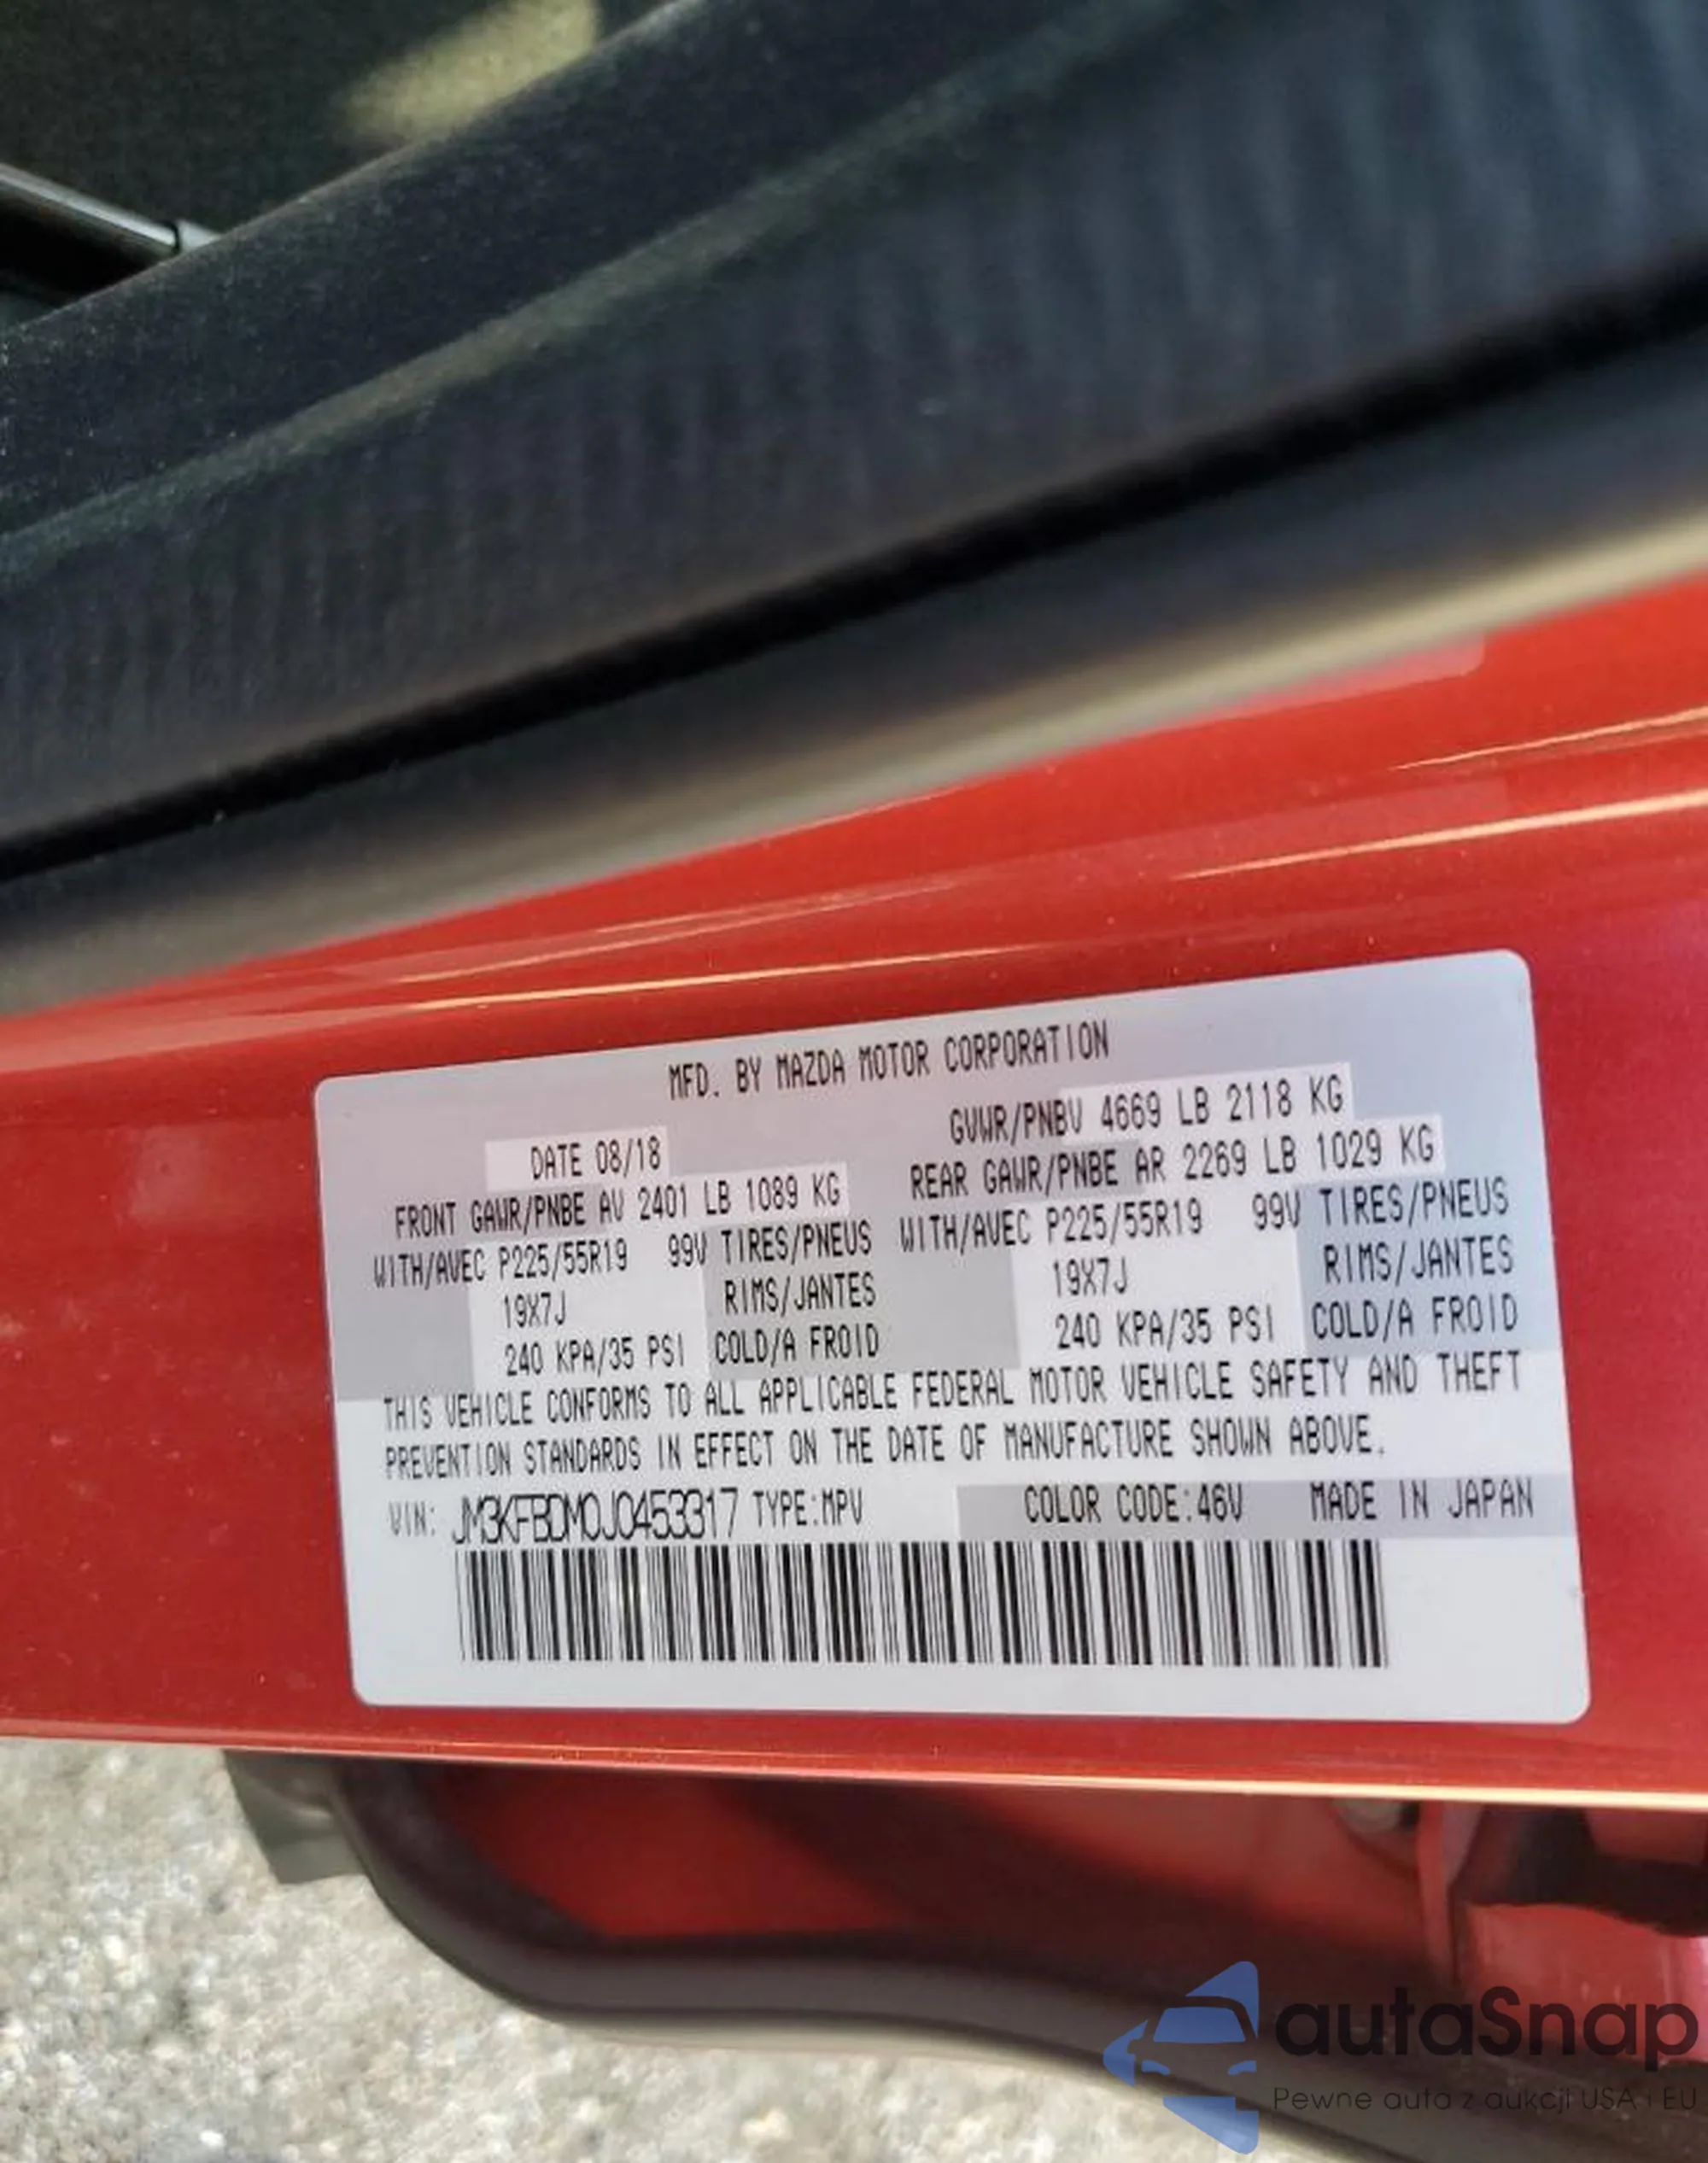 MFD. BY MAZDA MOTOR CORPORATION
DATE 08/18 GVWR/PNBV 4669 LB 2118 KG
FRONT GAWR/PNBE AV 2401 LB 1089 KG REAR GAWR/PNBE AR 2269 LB 1029 KG
WITH/AVEC P225/55R19 99V TIRES/PNEUS WITH/AVEC P225/55R19 99V TIRES/PNEUS
19X7J RIMS/JANTES 19X7J RIMS/JANTES
240 KPA/35 PSI COLD/A FROID 240 KPA/35 PSI COLD/A FROID
THIS VEHICLE CONFORMS TO ALL APPLICABLE FEDERAL MOTOR VEHICLE SAFETY AND THEFT
PREVENTION STANDARDS IN EFFECT ON THE DATE OF MANUFACTURE SHOWN ABOVE.
VIN: JM3KFBDM0J0453317 TYPE:MPV COLOR CODE:46V MADE IN JAPAN
autaSnap
Pewne auta z aukcji USA i EU